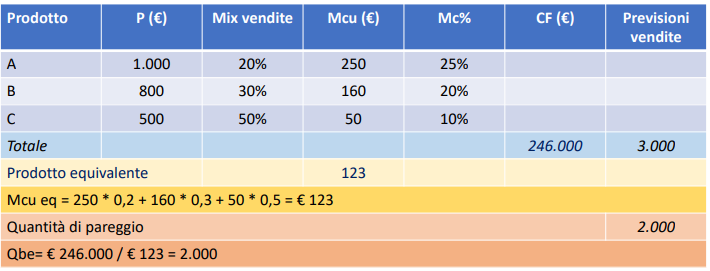 Prodotto P (€) Mix vendite Mcu (€) Mc% CF (€) Previsioni vendite
A 1.000 20% 250 25%
B 800 30% 160 20%
C 500 50% 50 10%
Totale 246.000 3.000
Prodotto equivalente 123
Mcu eq = 250 * 0,2 + 160 * 0,3 + 50 * 0,5 = € 123
Quantità di pareggio 2.000
Qbe= € 246.000 / € 123 = 2.000